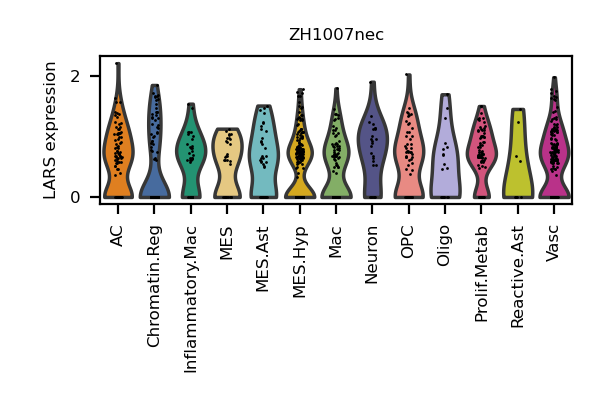 ZH1007nec
LARS expression
2
0
AC
Chromatin.Reg
Inflammatory.Mac
MES
MES.Ast
MES.Hyp
Mac
Neuron
OPC
Oligo
Prolif.Metab
Reactive.Ast
Vasc